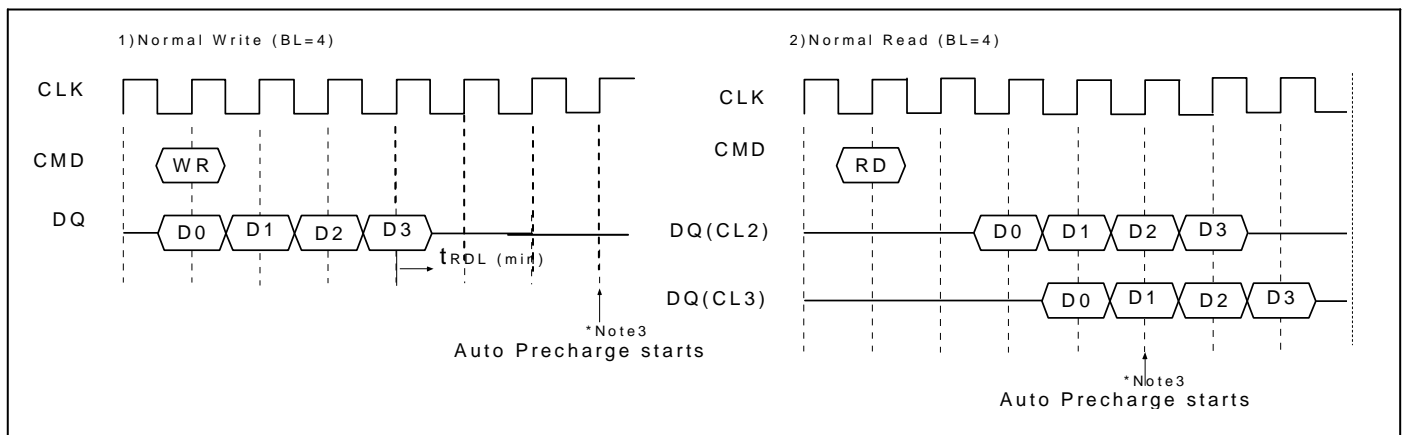 1)Normal Write (BL=4)
CLK
CMD
WR
DQ
D0 D1 D2 D3
tRDL (min)
*Note3
Auto Precharge starts
2)Normal Read (BL=4)
CLK
CMD
RD
DQ(CL2)
D0 D1 D2 D3
DQ(CL3)
D0 D1 D2 D3
*Note3
Auto Precharge starts